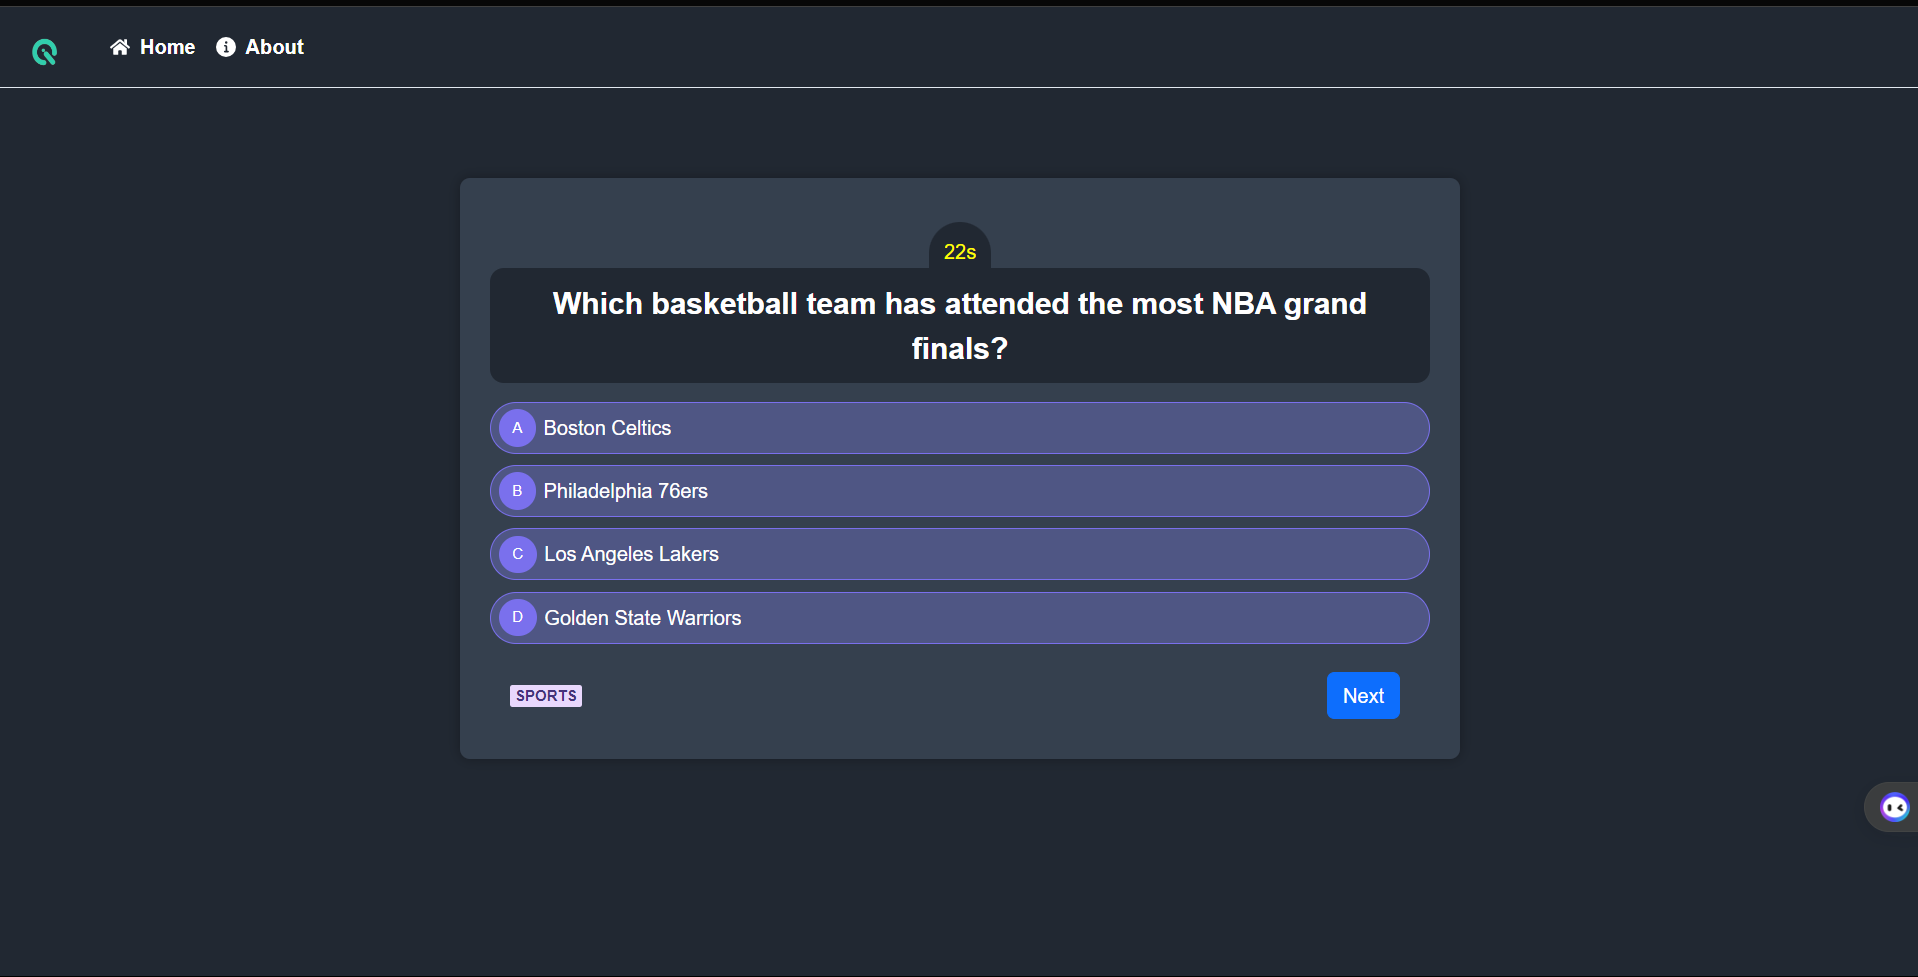 Home About
22s
Which basketball team has attended the most NBA grand
finals?
A Boston Celtics
B Philadelphia 76ers
C Los Angeles Lakers
D Golden State Warriors
SPORTS Next